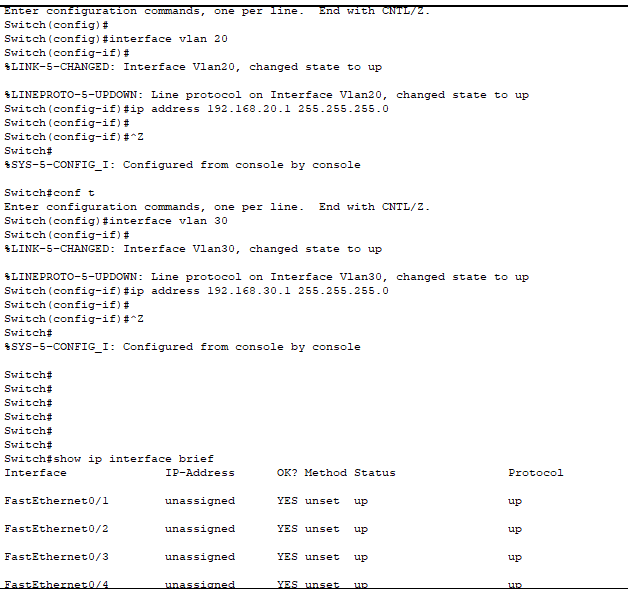 Enter configuration commands, one per line.  End with CNTL/Z.
Switch(config)#
Switch(config)#interface vlan 20
Switch(config-if)#
%LINK-5-CHANGED: Interface Vlan20, changed state to up
%LINEPROTO-5-UPDOWN: Line protocol on Interface Vlan20, changed state to up
Switch(config-if)#ip address 192.168.20.1 255.255.255.0
Switch(config-if)#
Switch(config-if)#^Z
Switch#
%SYS-5-CONFIG_I: Configured from console by console
Switch#conf t
Enter configuration commands, one per line.  End with CNTL/Z.
Switch(config)#interface vlan 30
Switch(config-if)#
%LINK-5-CHANGED: Interface Vlan30, changed state to up
%LINEPROTO-5-UPDOWN: Line protocol on Interface Vlan30, changed state to up
Switch(config-if)#ip address 192.168.30.1 255.255.255.0
Switch(config-if)#
Switch(config-if)#^Z
Switch#
%SYS-5-CONFIG_I: Configured from console by console
Switch#
Switch#
Switch#
Switch#
Switch#
Switch#
Switch#show ip interface brief
Interface              IP-Address      OK? Method Status                Protocol
FastEthernet0/1        unassigned      YES unset  up                    up
FastEthernet0/2        unassigned      YES unset  up                    up
FastEthernet0/3        unassigned      YES unset  up                    up
FastEthernet0/4        unassigned      YES unset  up                    up